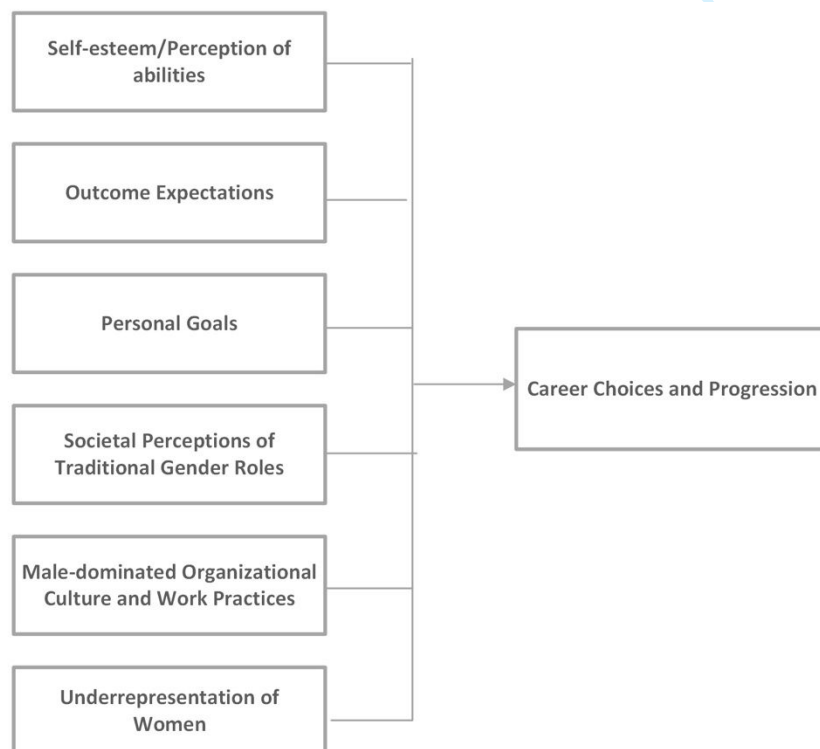 Self-esteem/Perception of
abilities
Outcome Expectations
Personal Goals
Career Choices and Progression
Societal Perceptions of
Traditional Gender Roles
Male-dominated Organizational
Culture and Work Practices
Underrepresentation of
Women